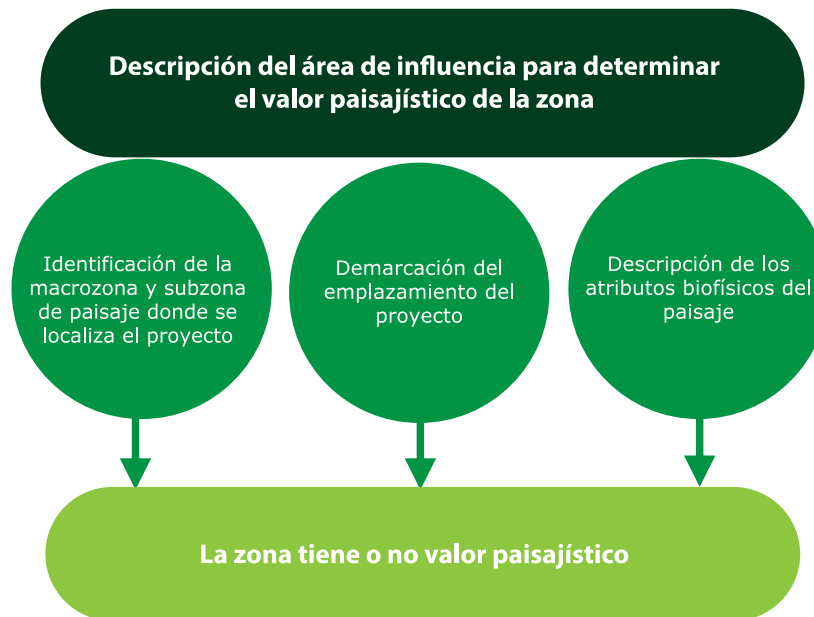 Descripción del área de influencia para determinar
el valor paisajístico de la zona
Identificación de la
macrozona y subzona
de paisaje donde se
localiza el proyecto
Demarcación del
emplazamiento del
proyecto
Descripción de los
atributos biofísicos del
paisaje
La zona tiene o no valor paisajístico